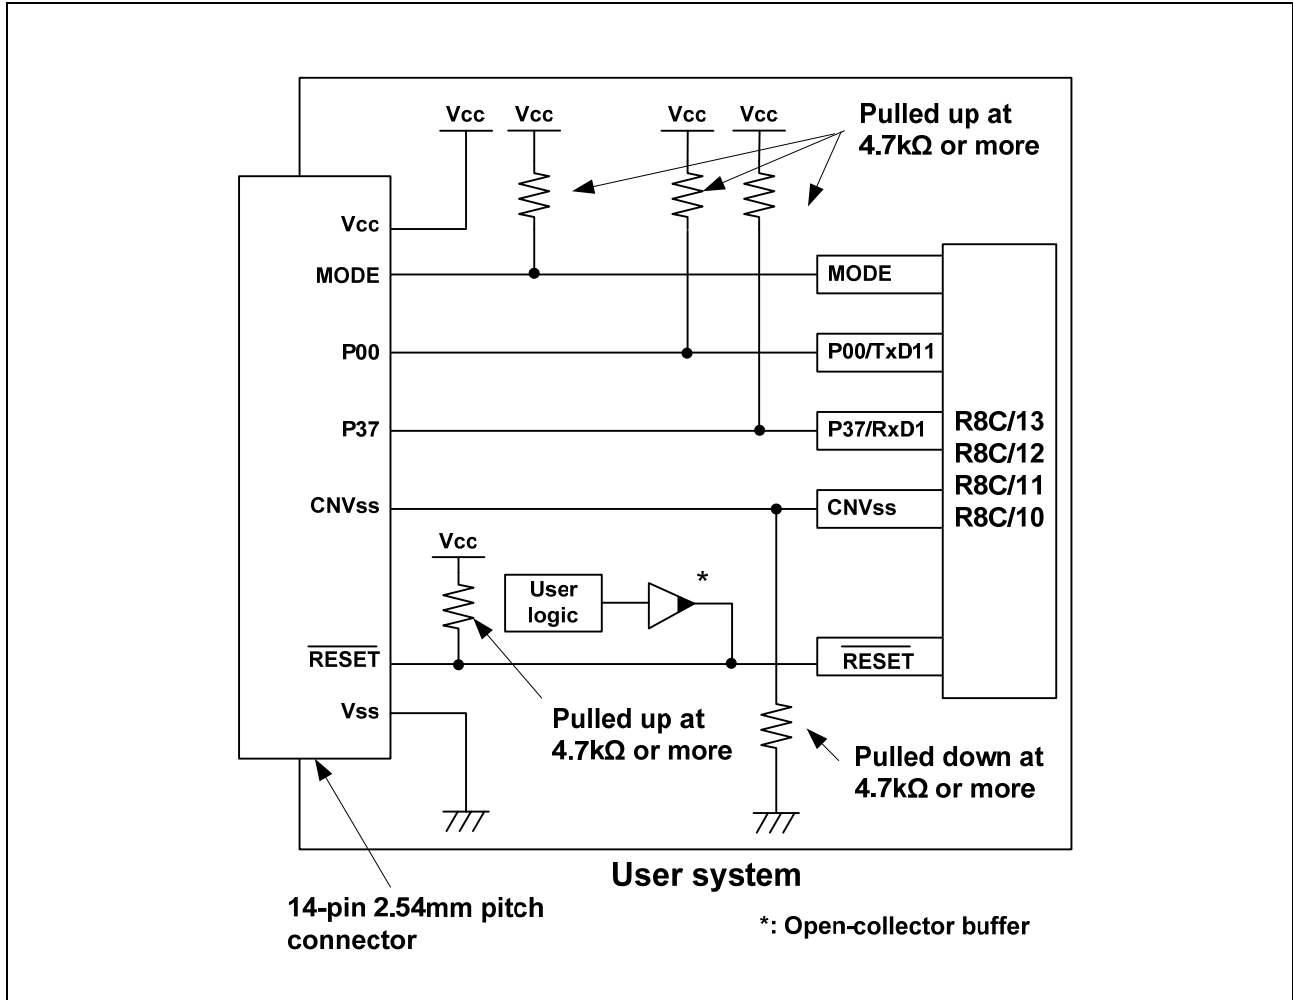 Vcc
Vcc
Vcc
Vcc
Pulled up at
4.7kΩ or more
Vcc
MODE
MODE
P00
P00/TxD11
P37
P37/RxD1
R8C/13
R8C/12
R8C/11
R8C/10
CNVss
CNVss
Vcc
User
logic
*
RESET
RESET
Vss
Pulled up at
4.7kΩ or more
Pulled down at
4.7kΩ or more
User system
14-pin 2.54mm pitch
connector
*: Open-collector buffer